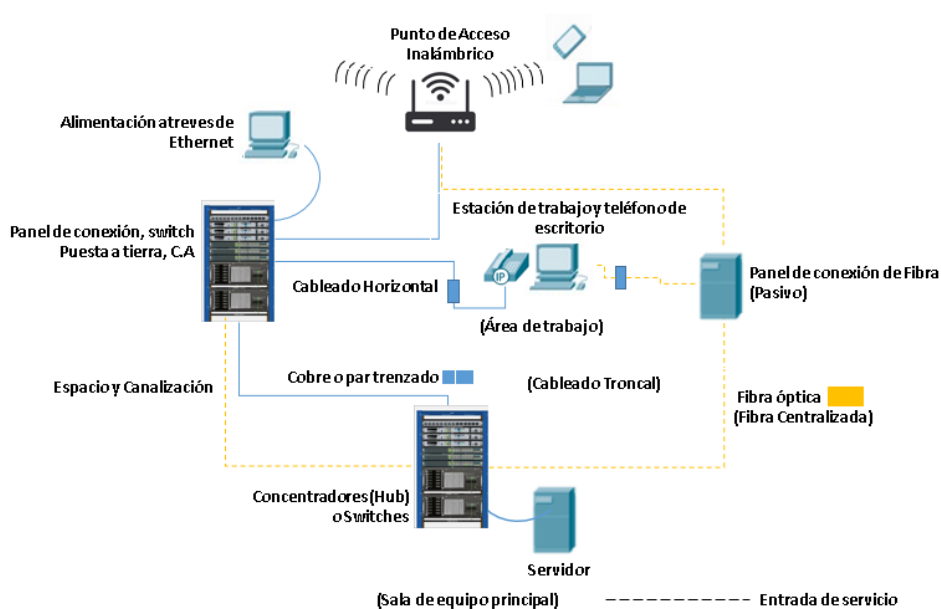 Punto de Acceso
Inalámbrico
Alimentación atreves de
Ethernet
Estación de trabajo y teléfono de
escritorio
Panel de conexión, switch
Puesta a tierra, C.A
Cableado Horizontal
IP
Panel de conexión de Fibra
(Pasivo)
(Área de trabajo)
Espacio y Canalización
Cobre o par trenzado
(Cableado Troncal)
Fibra óptica
(Fibra Centralizada)
Concentradores (Hub)
o Switches
Servidor
(Sala de equipo principal)
Entrada de servicio